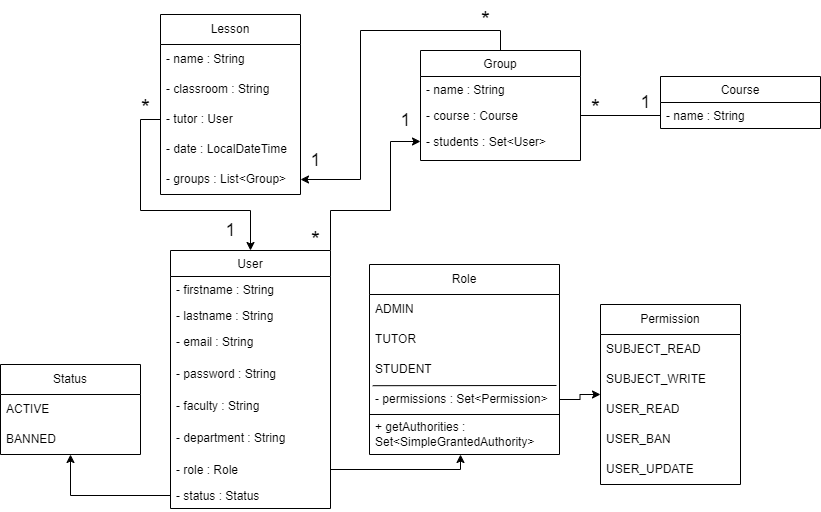 Lesson
- name : String
- classroom : String
- tutor : User
- date : LocalDateTime
- groups : List<Group>
*
1
*
1
Group
- name : String
- course : Course
- students : Set<User>
*
1
Course
- name : String
1
*
User
- firstname : String
- lastname : String
- email : String
- password : String
- faculty : String
- department : String
- role : Role
- status : Status
Status
ACTIVE
BANNED
Role
ADMIN
TUTOR
STUDENT
- permissions : Set<Permission>
+ getAuthorities :
Set<SimpleGrantedAuthority>
Permission
SUBJECT_READ
SUBJECT_WRITE
USER_READ
USER_BAN
USER_UPDATE